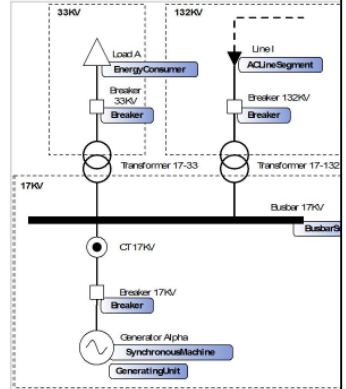 33KV
132KV
Load A
EnergyConsumer
Line I
ACLineSegment
Breaker
33KV
Breaker
Breaker 132KV
Breaker
Transformer 17-33
Transformer 17-132
17KV
Busbar 17KV
BusbarS
CT17KV
Breaker 17KV
Breaker
Generator Alpha
SynchronousMachine
GeneratingUnit